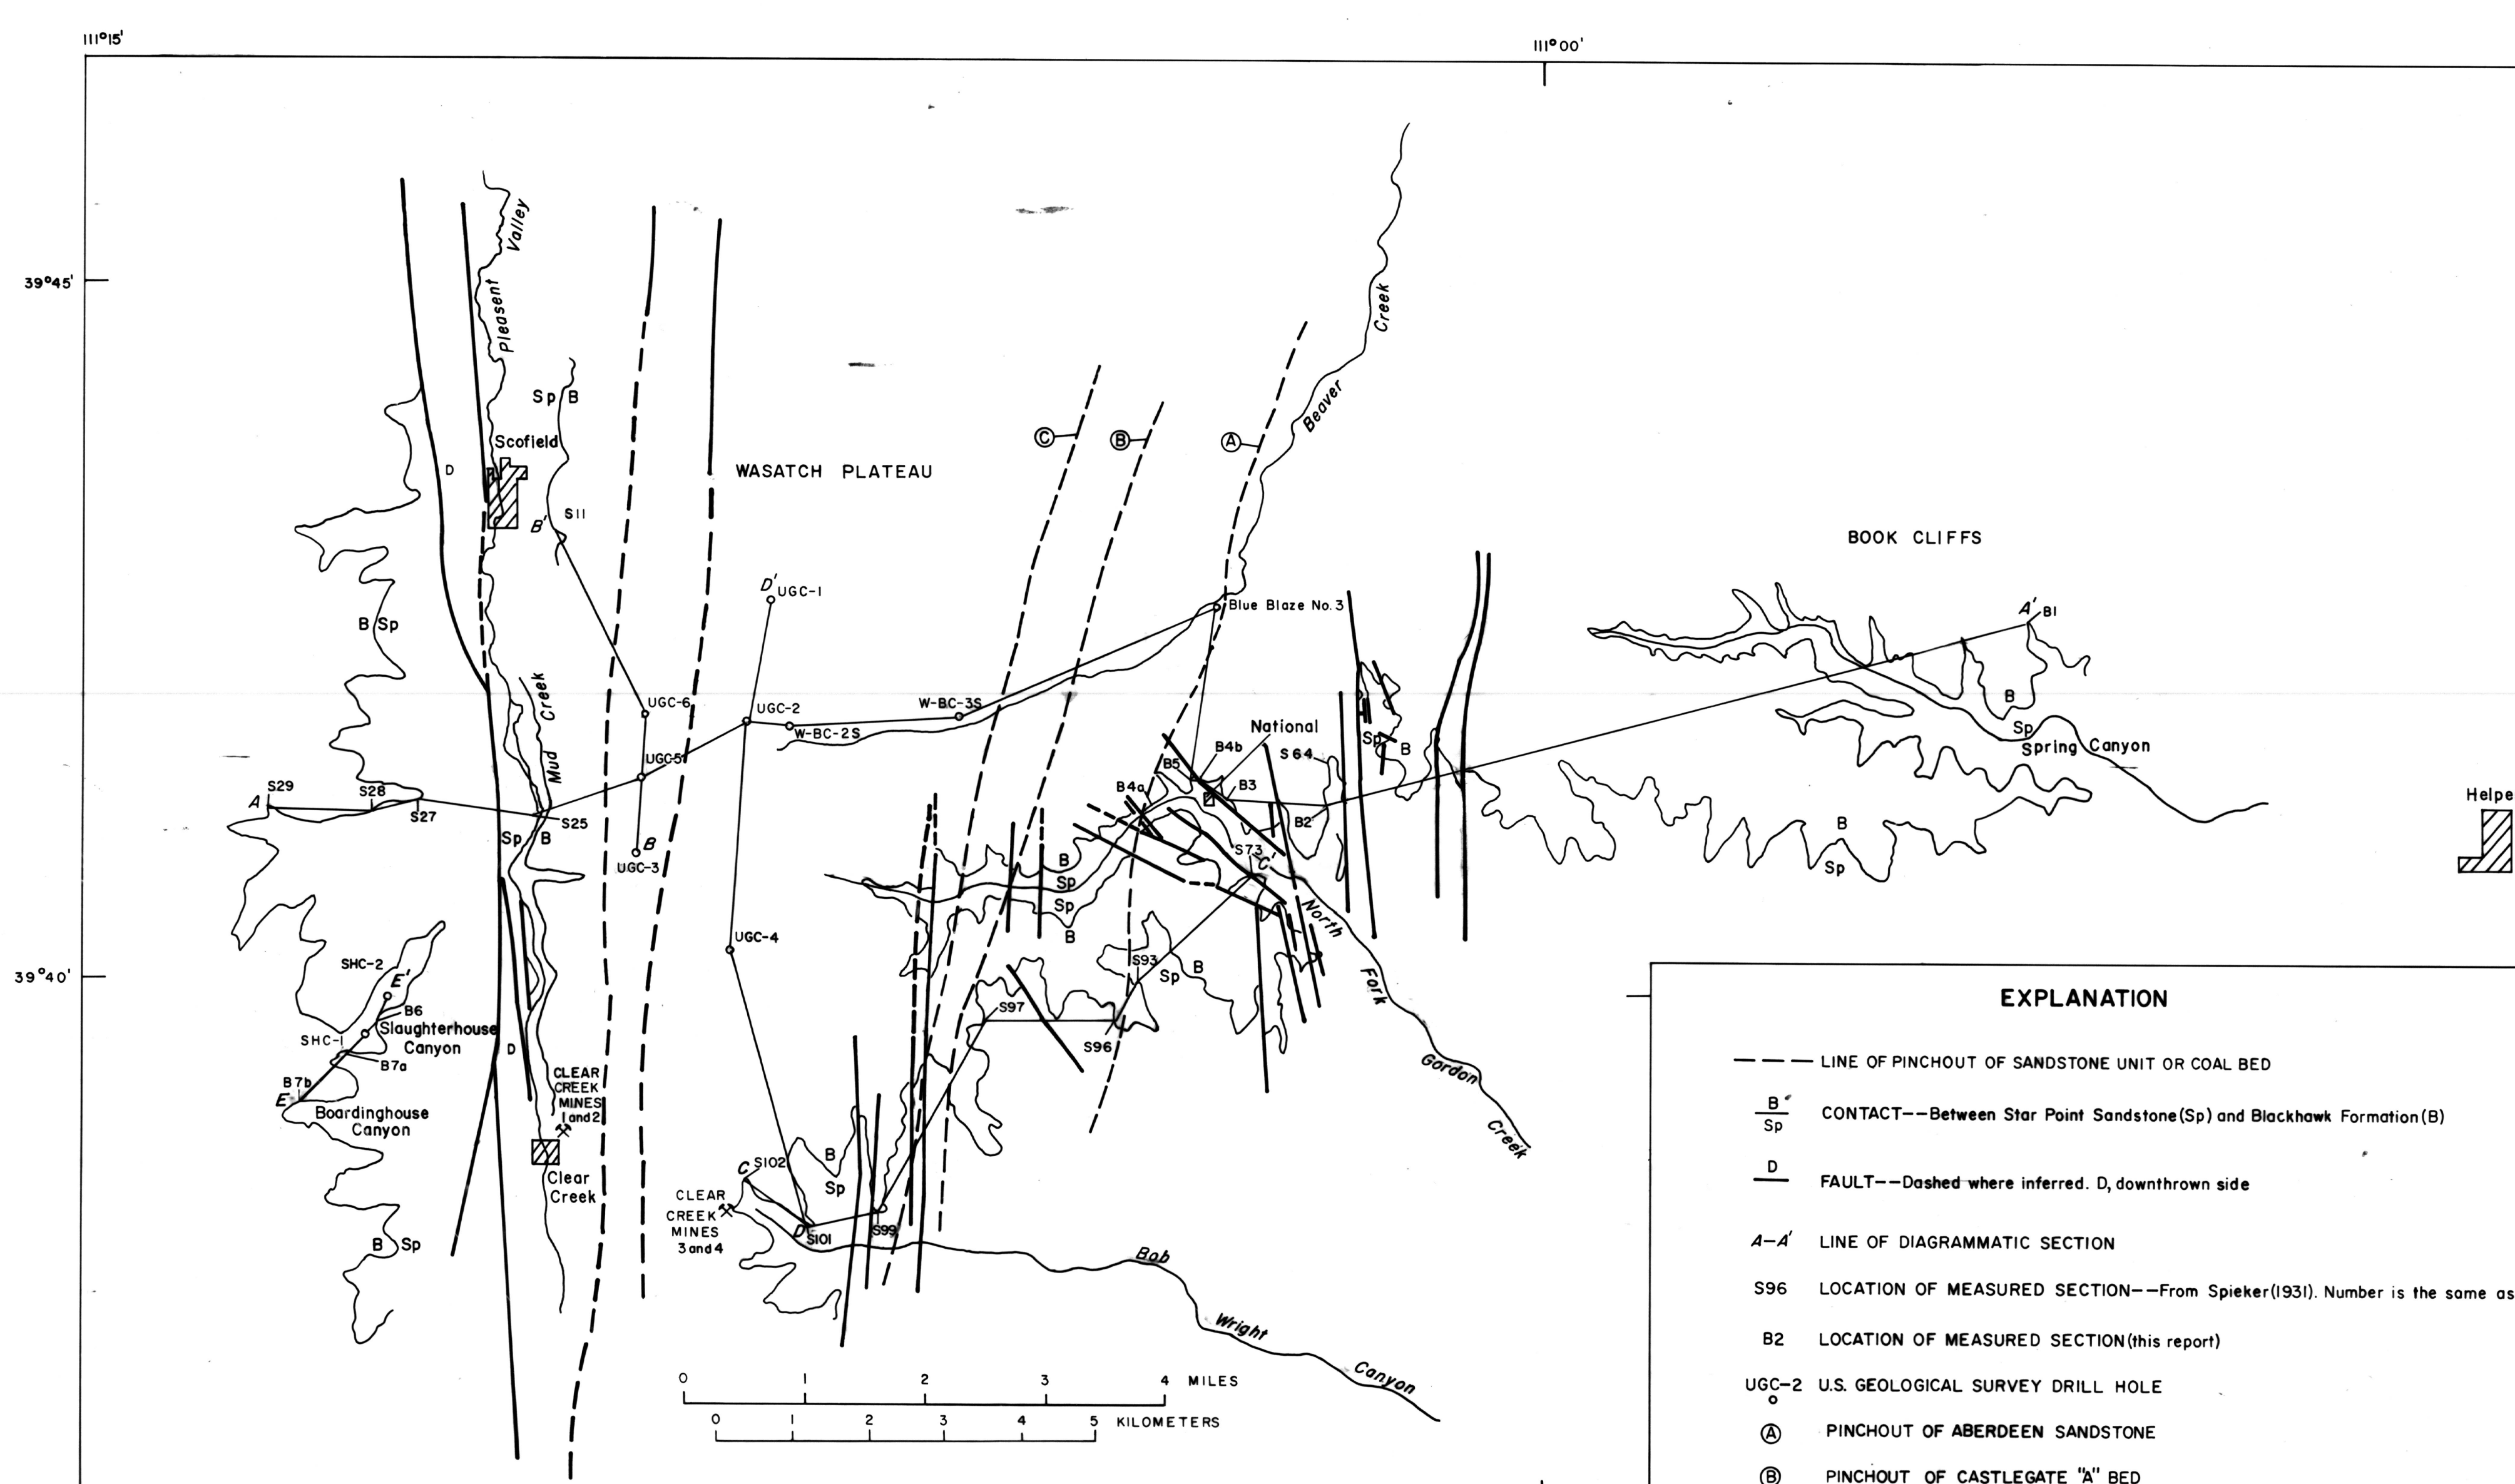 111°15'
111°00'
39°45'
Pleasent Valley
Beaver Creek
Sp B
Scofield
D
WASATCH PLATEAU
C
B
A
B' S11
BOOK CLIFFS
D' UGC-1
Blue Blaze No. 3
A' B1
B Sp
Mud Creek
UGC-6
UGC-2
W-BC-3S
W-BC-2S
B
Sp
Spring Canyon
National
B4b
S64
Sp
B
UGC-5
B5
B4a
B3
B2
S29
A
S28
S27
S25
Sp B
Helpe
B
UGC-3
S73
C'
B
Sp
Sp
B
B
Sp
North Fork Gordon Creek
UGC-4
S93
Sp
B
39°40'
SHC-2
E'
B6
Slaughterhouse
Canyon
SHC-1
B7a
B7b
E
Boardinghouse
Canyon
D
S97
S96
CLEAR
CREEK
MINES
1 and 2
Clear
Creek
C S102
B
Sp
CLEAR
CREEK
MINES
3 and 4
D
S101
S99
B Sp
Bob Wright Canyon
0 1 2 3 4 MILES
0 1 2 3 4 5 KILOMETERS
EXPLANATION
LINE OF PINCHOUT OF SANDSTONE UNIT OR COAL BED
B
Sp
CONTACT--Between Star Point Sandstone(Sp) and Blackhawk Formation(B)
D
FAULT--Dashed where inferred. D, downthrown side
A-A' LINE OF DIAGRAMMATIC SECTION
S96 LOCATION OF MEASURED SECTION--From Spieker(1931). Number is the same as
B2 LOCATION OF MEASURED SECTION(this report)
UGC-2 U.S. GEOLOGICAL SURVEY DRILL HOLE
A PINCHOUT OF ABERDEEN SANDSTONE
B PINCHOUT OF CASTLEGATE "A" BED